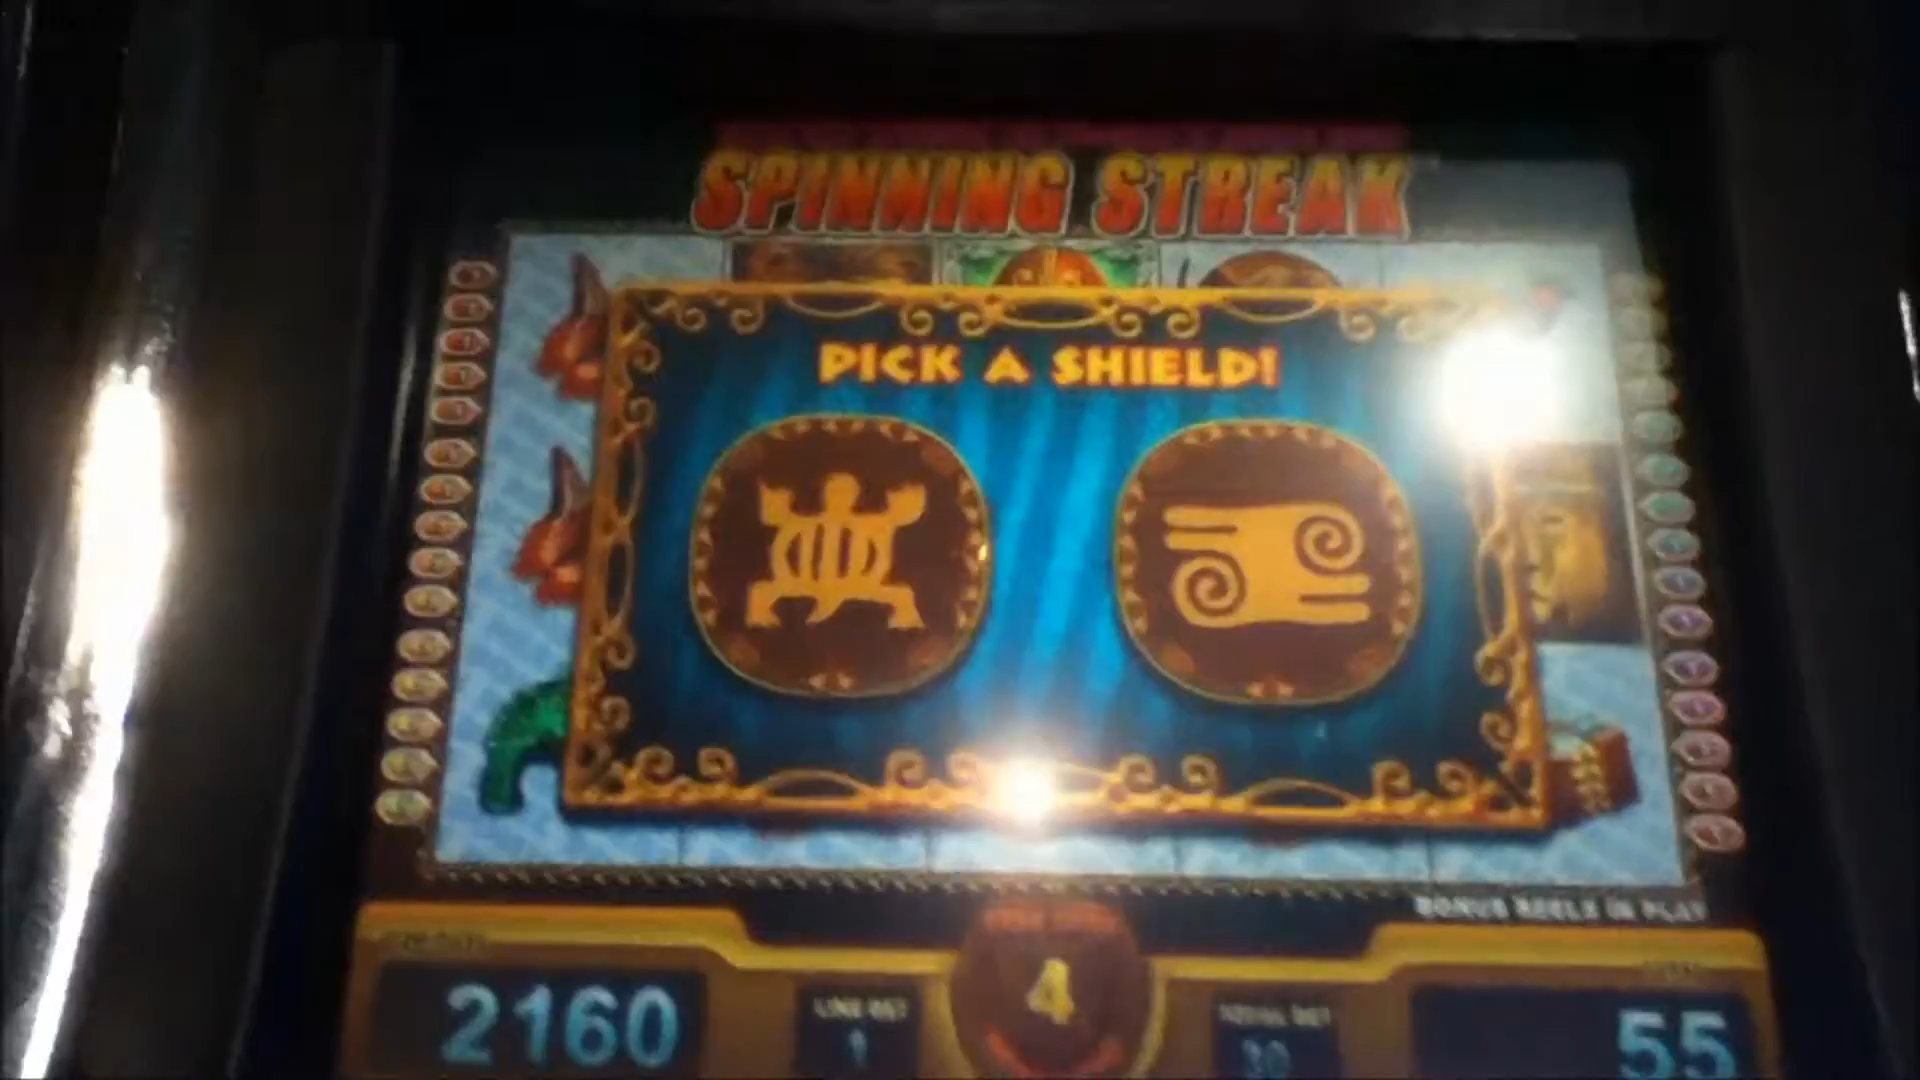 SPINNING STREAK
PICK A SHIELD!
BONUS REELS IN PLAY
4
2160
LINE BET
1
TOTAL BET
30
55